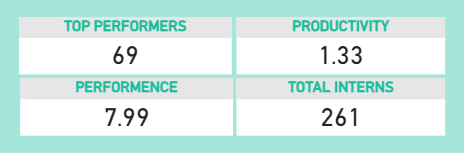 TOP PERFORMERS
69
PRODUCTIVITY
1.33
PERFORMENCE
7.99
TOTAL INTERNS
261